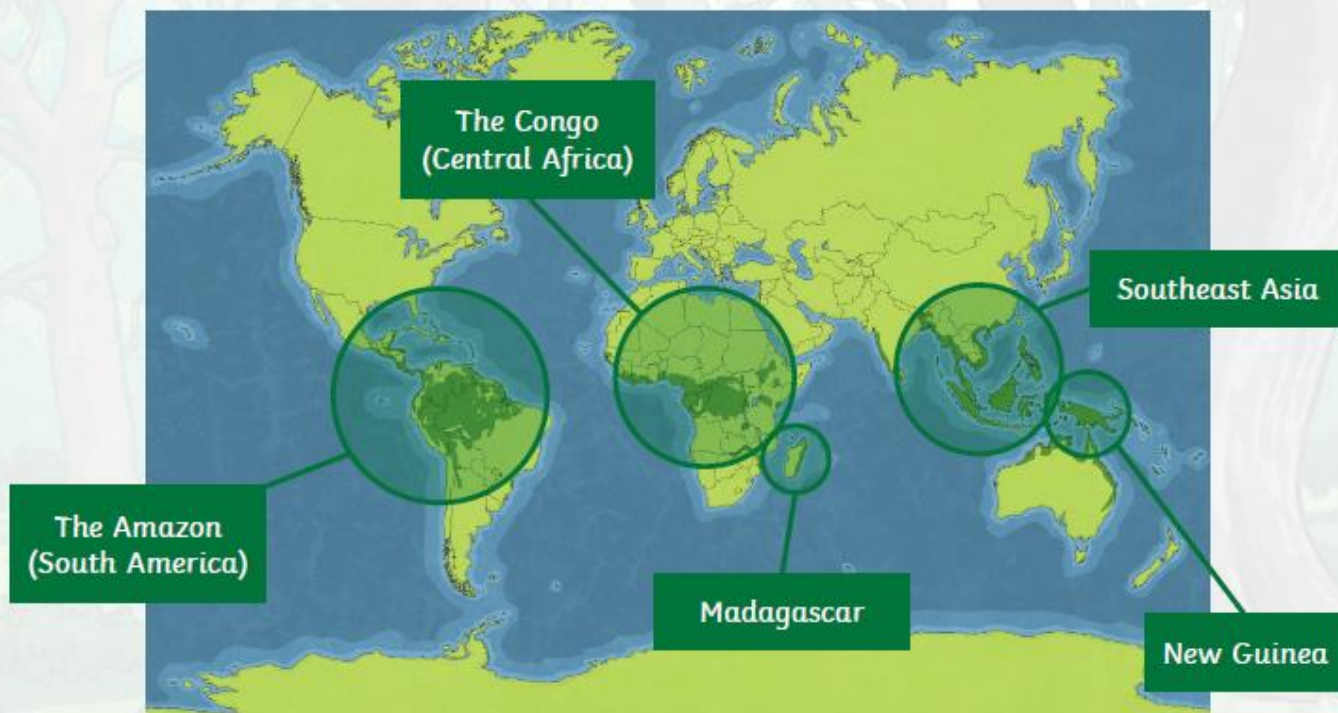 The Congo
(Central Africa)
Southeast Asia
The Amazon
(South America)
Madagascar
New Guinea